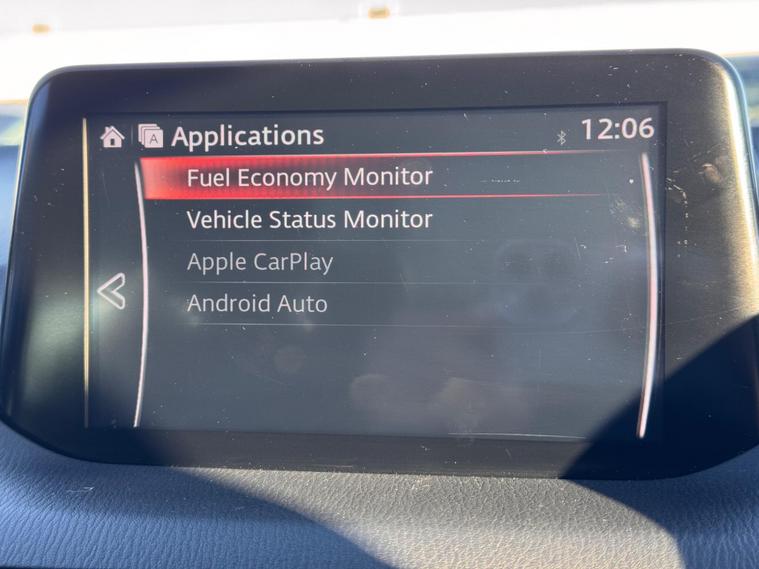 A Applications 12:06
Fuel Economy Monitor
Vehicle Status Monitor
Apple CarPlay
Android Auto